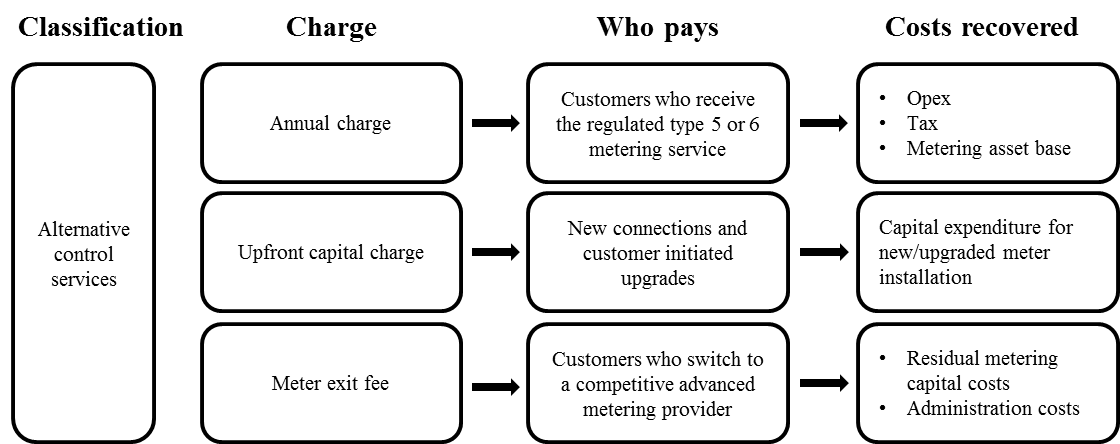 Classification
Charge
Who pays
Costs recovered
Alternative
control
services
Annual charge
Customers who receive
the regulated type 5 or 6
metering service
• Opex
• Tax
• Metering asset base
Upfront capital charge
New connections and
customer initiated
upgrades
Capital expenditure for
new/upgraded meter
installation
Meter exit fee
Customers who switch to
a competitive advanced
metering provider
• Residual metering
capital costs
• Administration costs